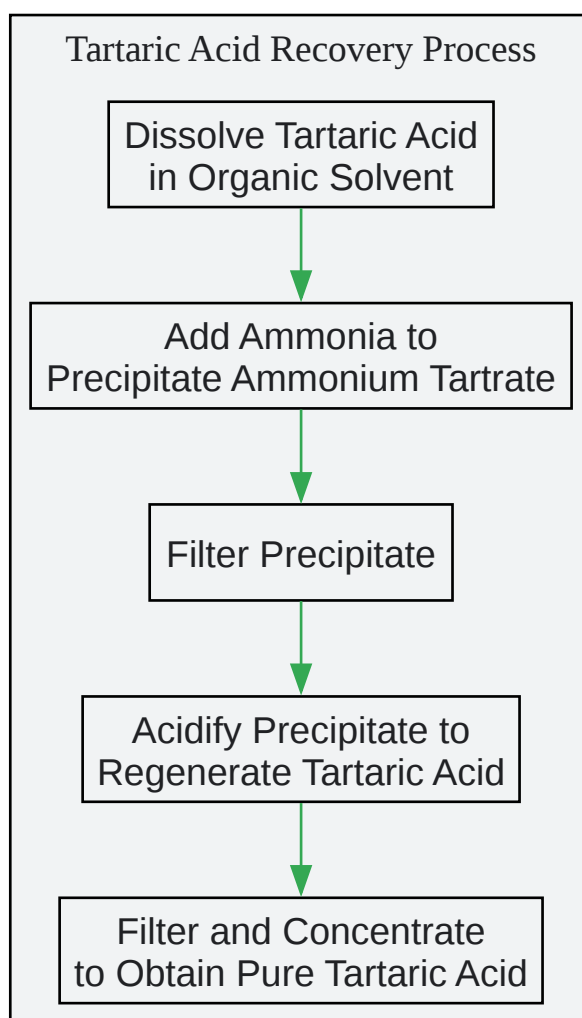 Tartaric Acid Recovery Process
Dissolve Tartaric Acid
in Organic Solvent
Add Ammonia to
Precipitate Ammonium Tartrate
Filter Precipitate
Acidify Precipitate to
Regenerate Tartaric Acid
Filter and Concentrate
to Obtain Pure Tartaric Acid